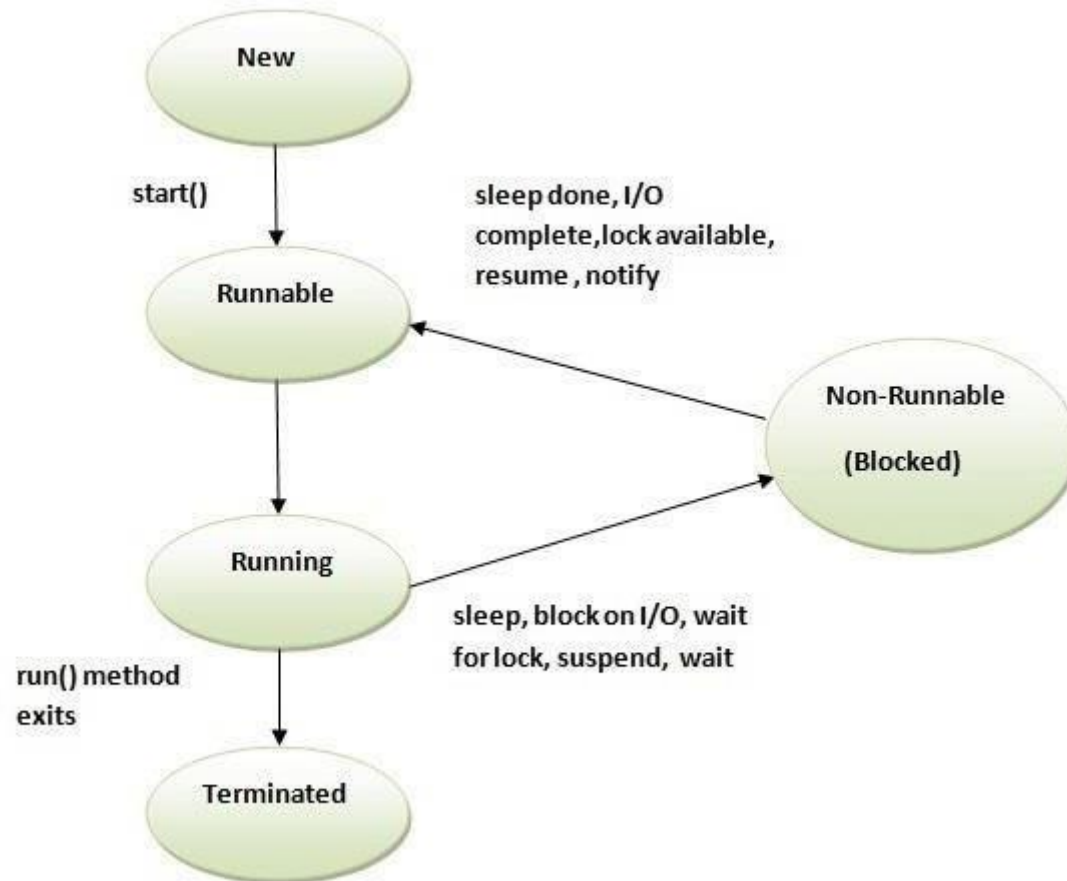 New
start()
sleep done, I/O
complete,lock available,
resume , notify
Runnable
Non-Runnable
(Blocked)
Running
sleep, block on I/O, wait
for lock, suspend, wait
run() method
exits
Terminated